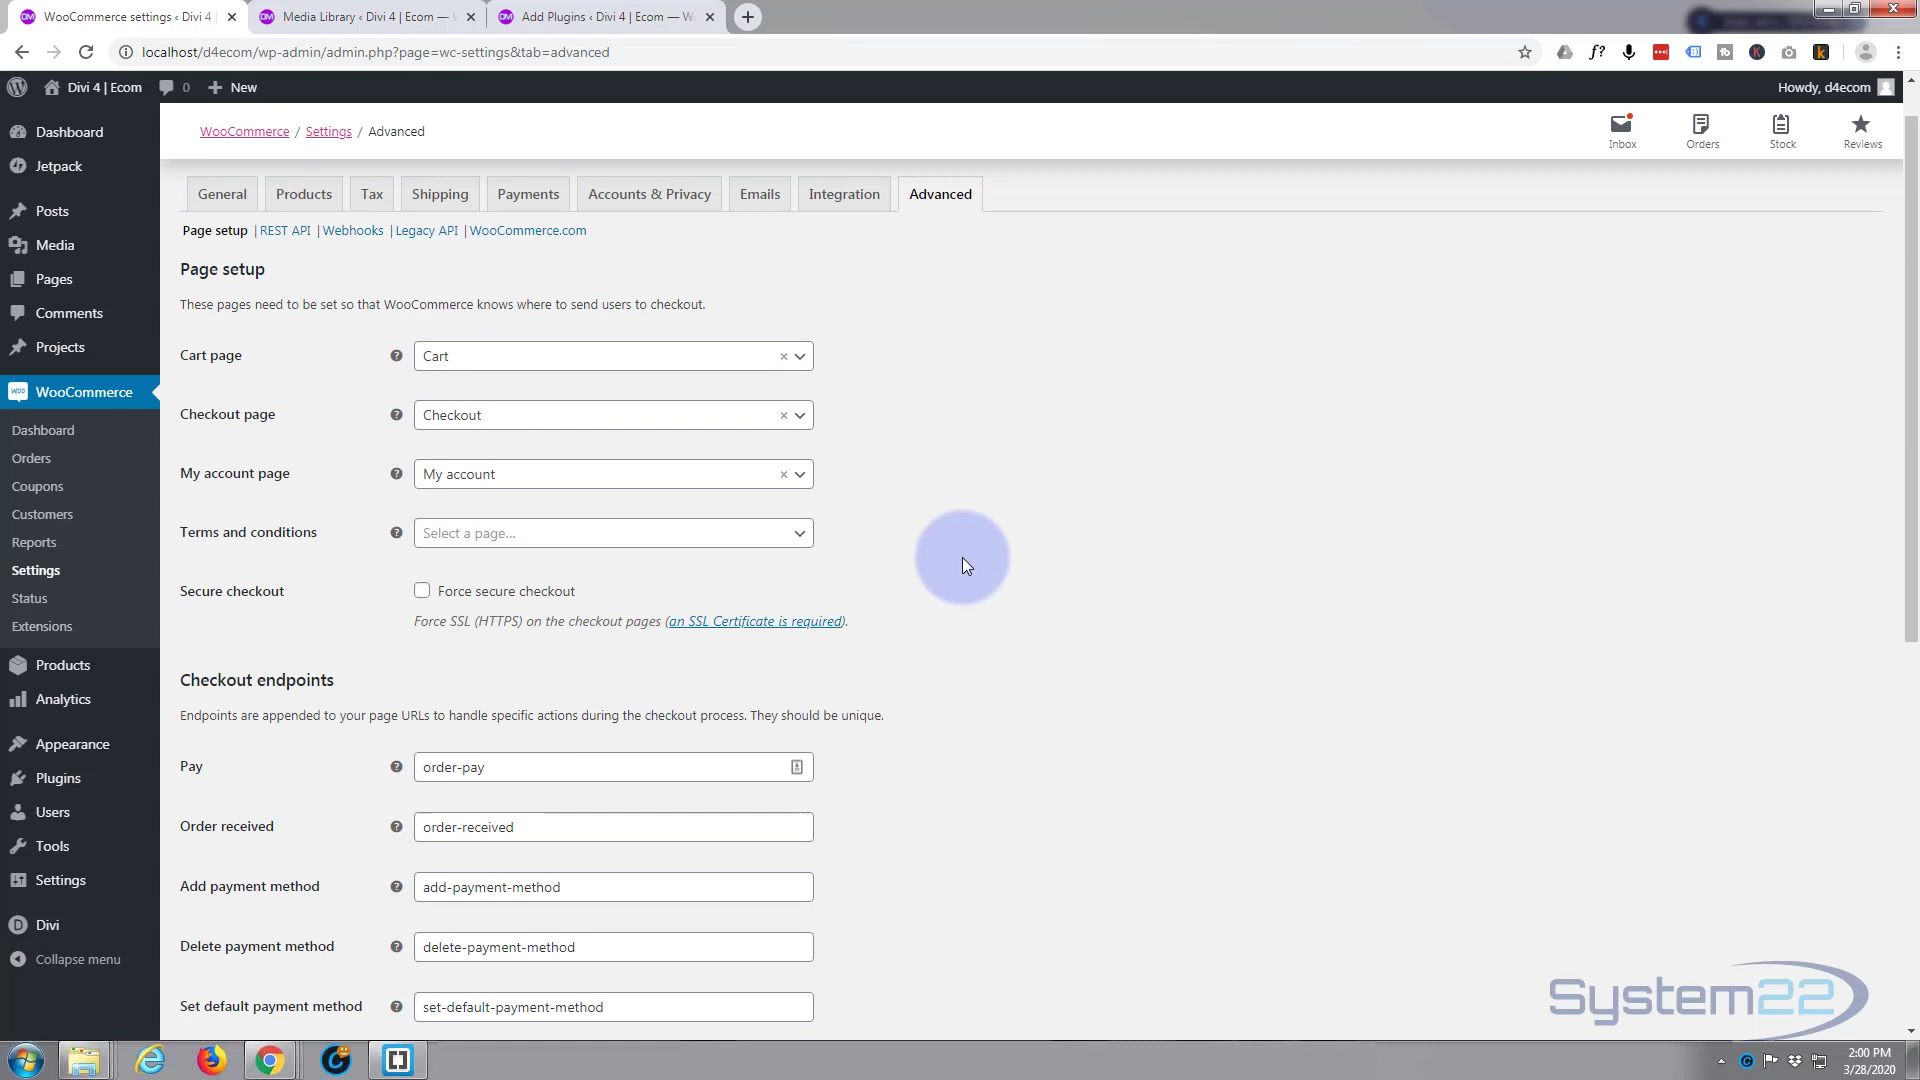 WooCommerce settings ‹ Divi 4 |
Media Library ‹ Divi 4 | Ecom —
Add Plugins ‹ Divi 4 | Ecom — W
localhost/d4ecom/wp-admin/admin.php?page=wc-settings&tab=advanced
Divi 4 | Ecom
0
New
Howdy, d4ecom
Dashboard
Jetpack
Posts
Media
Pages
Comments
Projects
WooCommerce
Dashboard
Orders
Coupons
Customers
Reports
Settings
Status
Extensions
Products
Analytics
Appearance
Plugins
Users
Tools
Settings
Divi
Collapse menu
WooCommerce / Settings / Advanced
Inbox
Orders
Stock
Reviews
General
Products
Tax
Shipping
Payments
Accounts & Privacy
Emails
Integration
Advanced
Page setup | REST API | Webhooks | Legacy API | WooCommerce.com
Page setup
These pages need to be set so that WooCommerce knows where to send users to checkout.
Cart page
Cart
Checkout page
Checkout
My account page
My account
Terms and conditions
Select a page...
Secure checkout
Force secure checkout
Force SSL (HTTPS) on the checkout pages (an SSL Certificate is required).
Checkout endpoints
Endpoints are appended to your page URLs to handle specific actions during the checkout process. They should be unique.
Pay
order-pay
Order received
order-received
Add payment method
add-payment-method
Delete payment method
delete-payment-method
Set default payment method
set-default-payment-method
System22
2:00 PM
3/28/2020